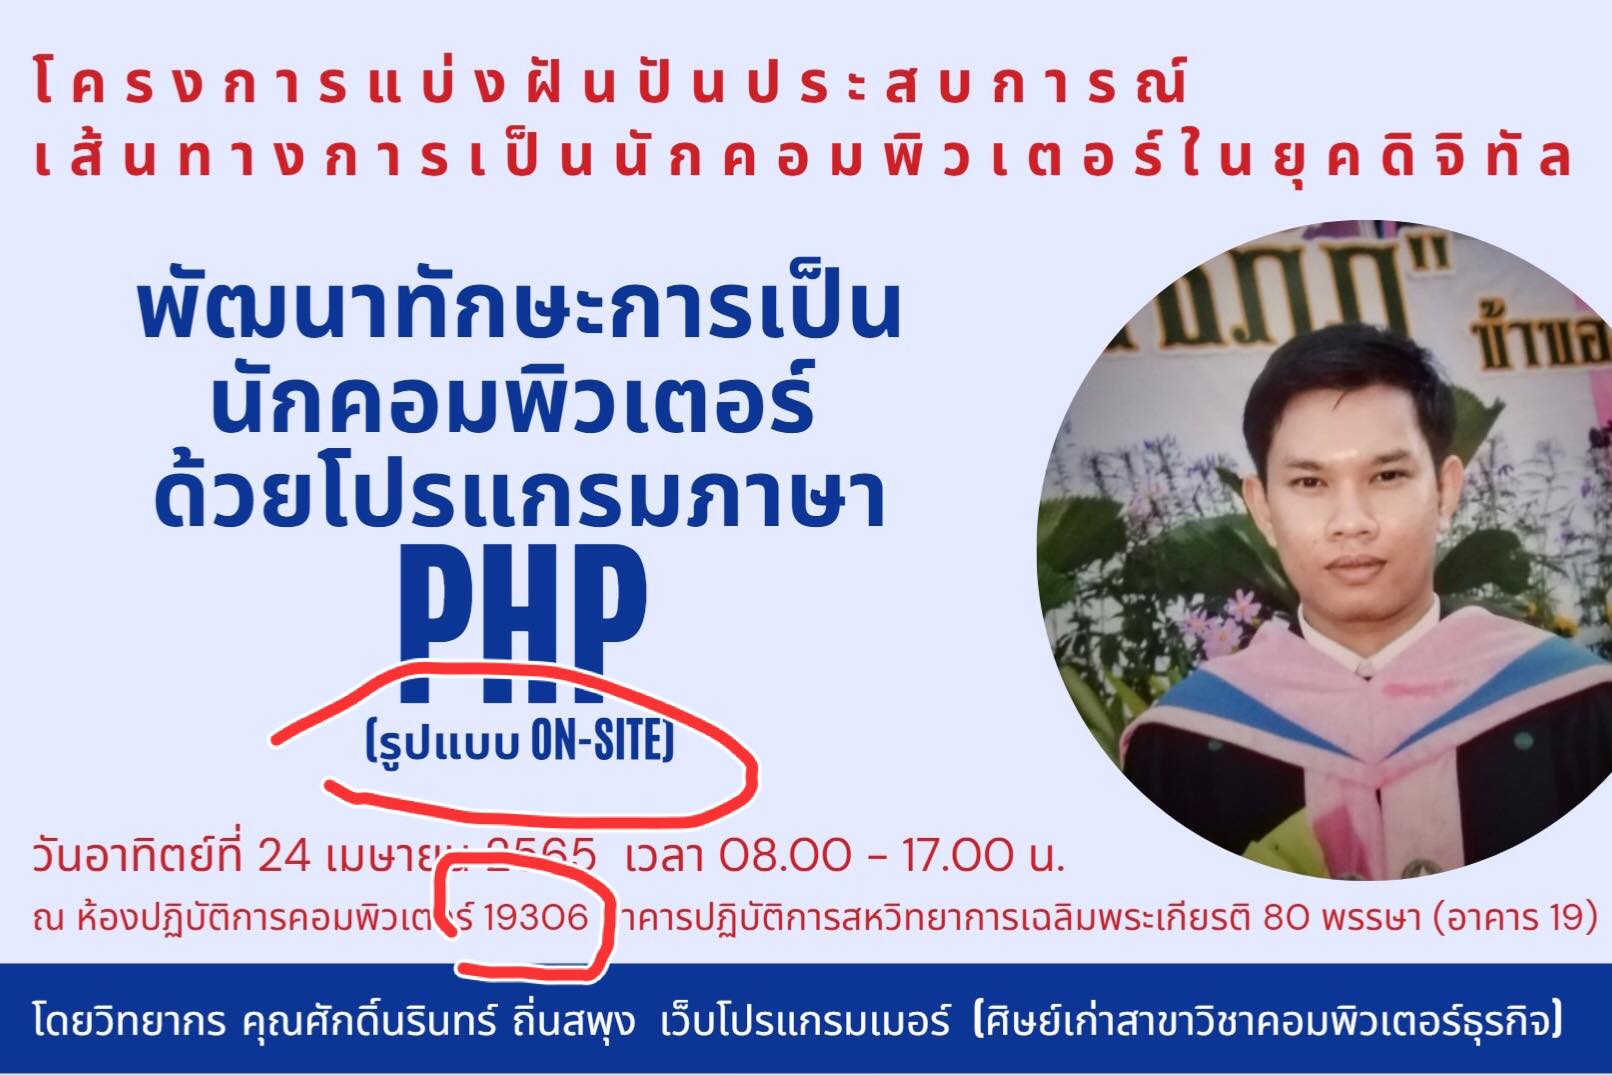 โครงการแบ่งฝันปันประสบการณ์
เส้นทางการเป็นนักคอมพิวเตอร์ในยุคดิจิทัล
พัฒนาทักษะการเป็น
นักคอมพิวเตอร์
ด้วยโปรแกรมภาษา
PHP
(รูปแบบ ON-SITE)
วันอาทิตย์ที่ 24 เมษายน 2565 เวลา 08.00 - 17.00 น.
ณ ห้องปฏิบัติการคอมพิวเตอร์ 19306 อาคารปฏิบัติการสหวิทยาการเฉลิมพระเกียรติ 80 พรรษา (อาคาร 19)
โดยวิทยากร คุณศักดิ์นรินทร์ ถิ่นสพุง เว็บโปรแกรมเมอร์ (ศิษย์เก่าสาขาวิชาคอมพิวเตอร์ธุรกิจ)